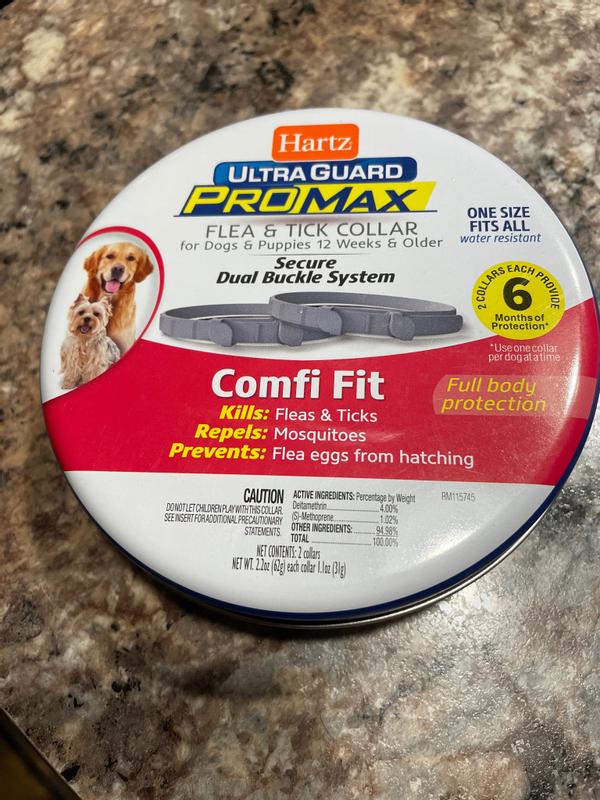 Hartz
ULTRA GUARD
PROMAX
FLEA & TICK COLLAR
for Dogs & Puppies 12 Weeks & Older
Secure
Dual Buckle System
ONE SIZE
FITS ALL
water resistant
2 COLLARS EACH PROVIDE
6
Months of
Protection*
*Use one collar
per dog at a time
Comfi Fit
Full body
protection
Kills: Fleas & Ticks
Repels: Mosquitoes
Prevents: Flea eggs from hatching
CAUTION
DO NOT LET CHILDREN PLAY WITH THIS COLLAR.
SEE INSERT FOR ADDITIONAL PRECAUTIONARY
STATEMENTS.
ACTIVE INGREDIENTS: Percentage by Weight
Deltamethrin 4.00%
(S)-Methoprene 1.02%
OTHER INGREDIENTS: 94.98%
TOTAL 100.00%
RM115745
NET CONTENTS: 2 collars
NET WT. 2.2oz (62g) each collar 1.1oz (31g)